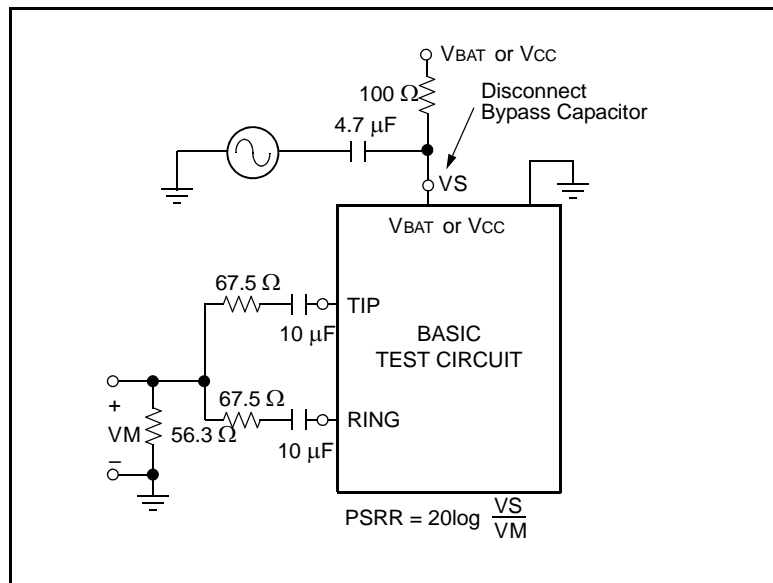 VBAT or VCC
100 Ω
Disconnect
Bypass Capacitor
4.7 μF
VS
VBAT or VCC
67.5 Ω
TIP
10 μF
BASIC
TEST CIRCUIT
67.5 Ω
+
VM
56.3 Ω
RING
10 μF
–
PSRR = 20log VS
VM